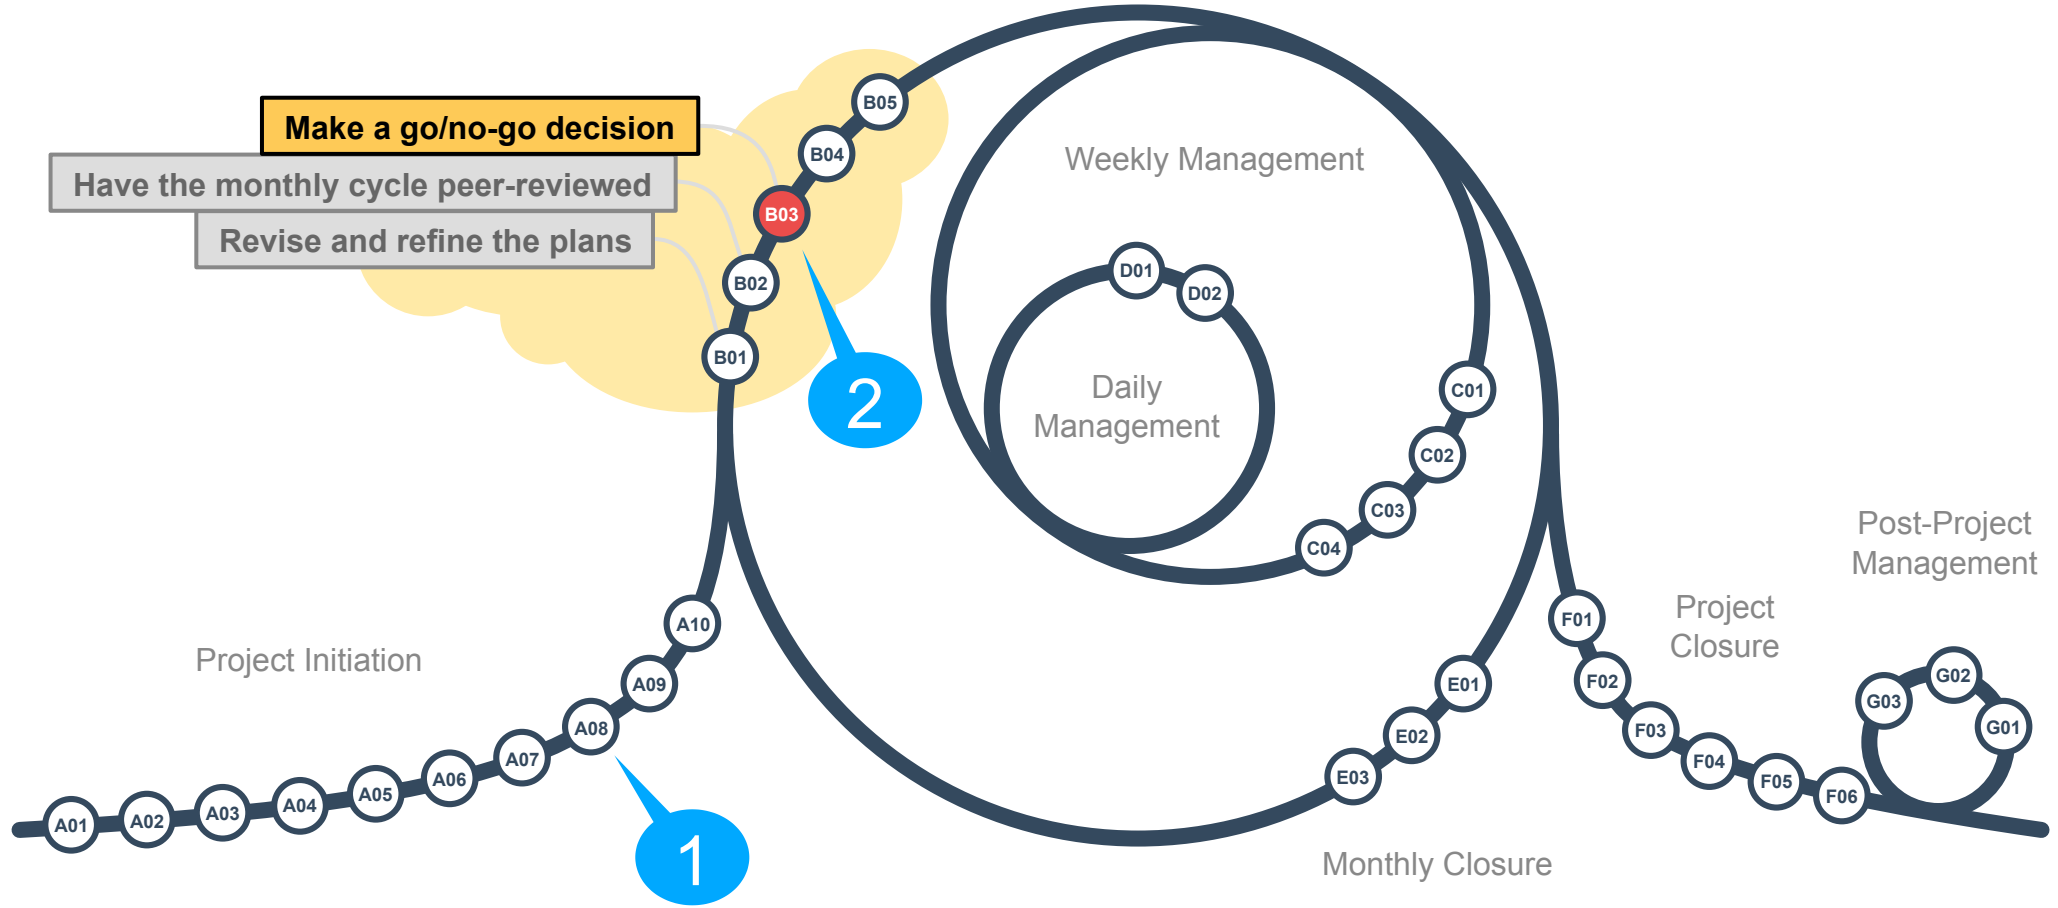 Make a go/no-go decision
Have the monthly cycle peer-reviewed
Revise and refine the plans
B05
B04
B03
B02
B01
2
Weekly Management
D01
D02
Daily
Management
C01
C02
C03
C04
Project Initiation
A01
A02
A03
A04
A05
A06
A07
A08
A09
A10
1
E01
E02
E03
Monthly Closure
F01
F02
F03
F04
F05
F06
Project
Closure
Post-Project
Management
G03
G02
G01